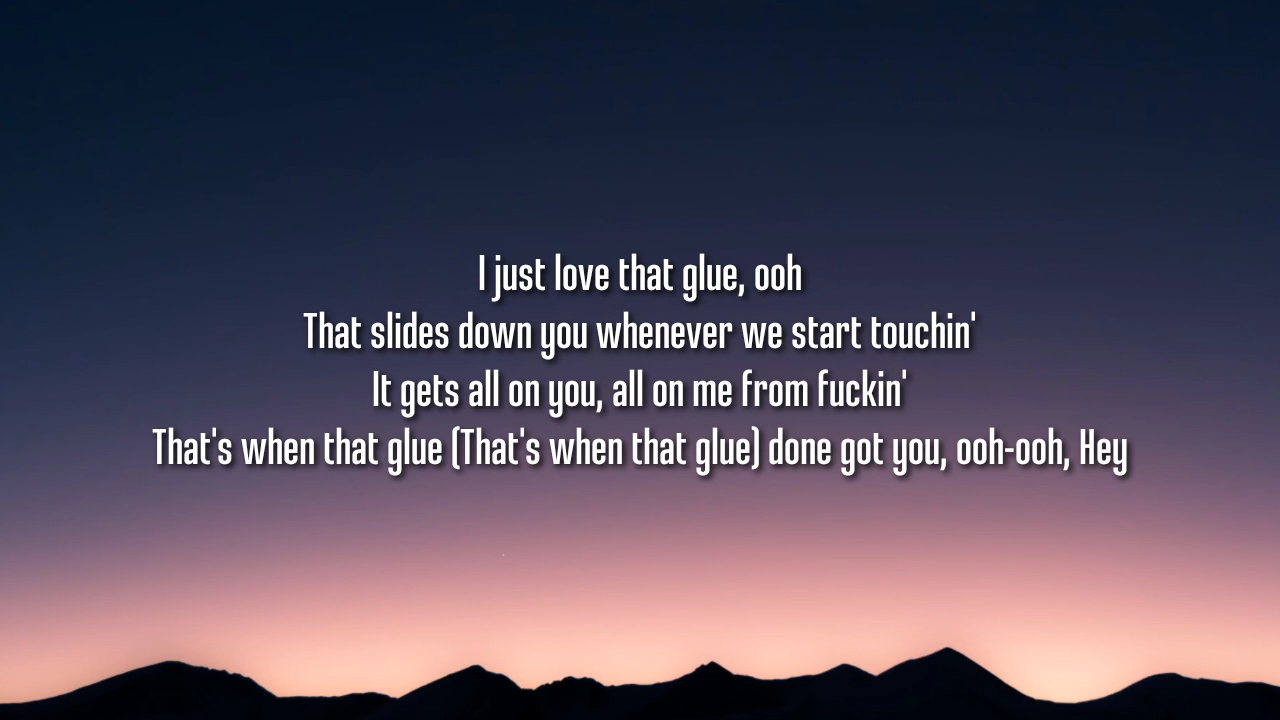 I just love that glue, ooh
That slides down you whenever we start touchin'
It gets all on you, all on me from fuckin'
That's when that glue (That's when that glue) done got you, ooh-ooh, Hey